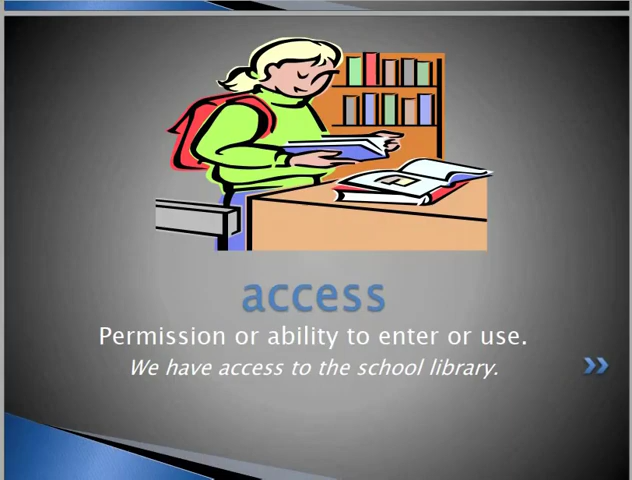 access
Permission or ability to enter or use.
We have access to the school library.